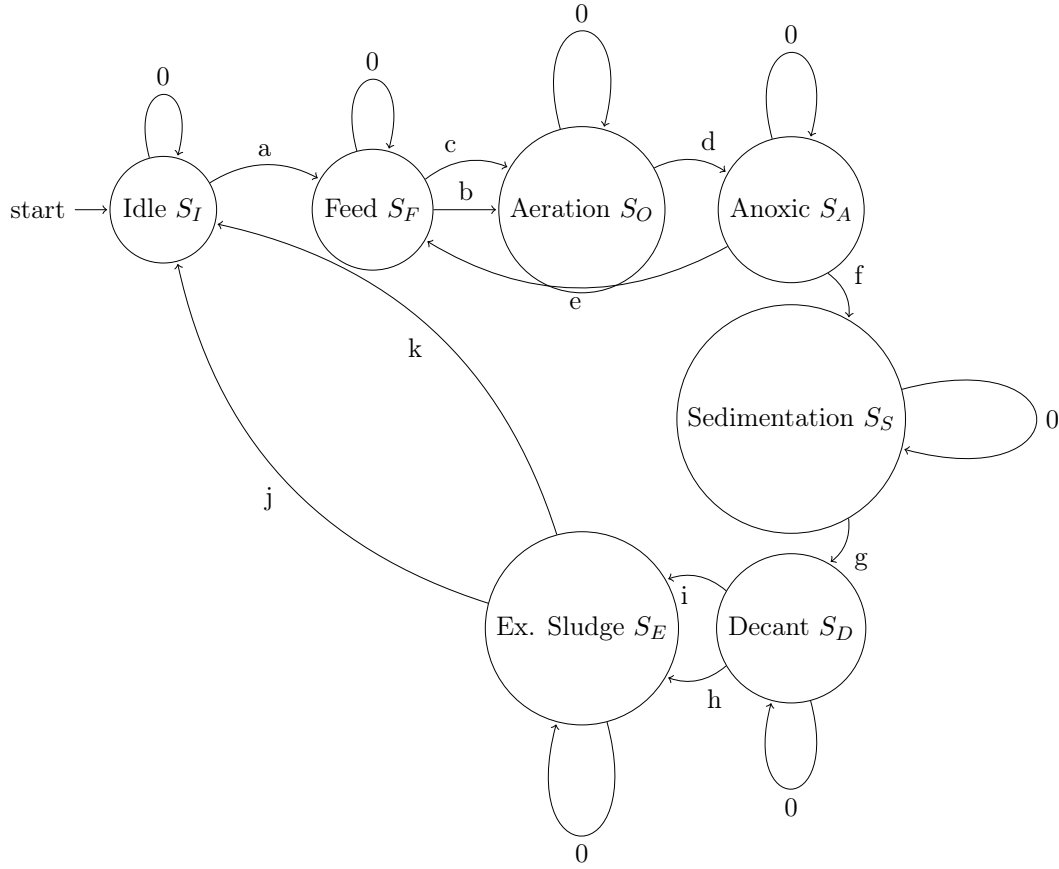 0
0
0
0
a
c
b
d
start
Idle S_I
Feed S_F
Aeration S_O
Anoxic S_A
e
f
k
Sedimentation S_S
0
j
g
i
Ex. Sludge S_E
Decant S_D
h
0
0